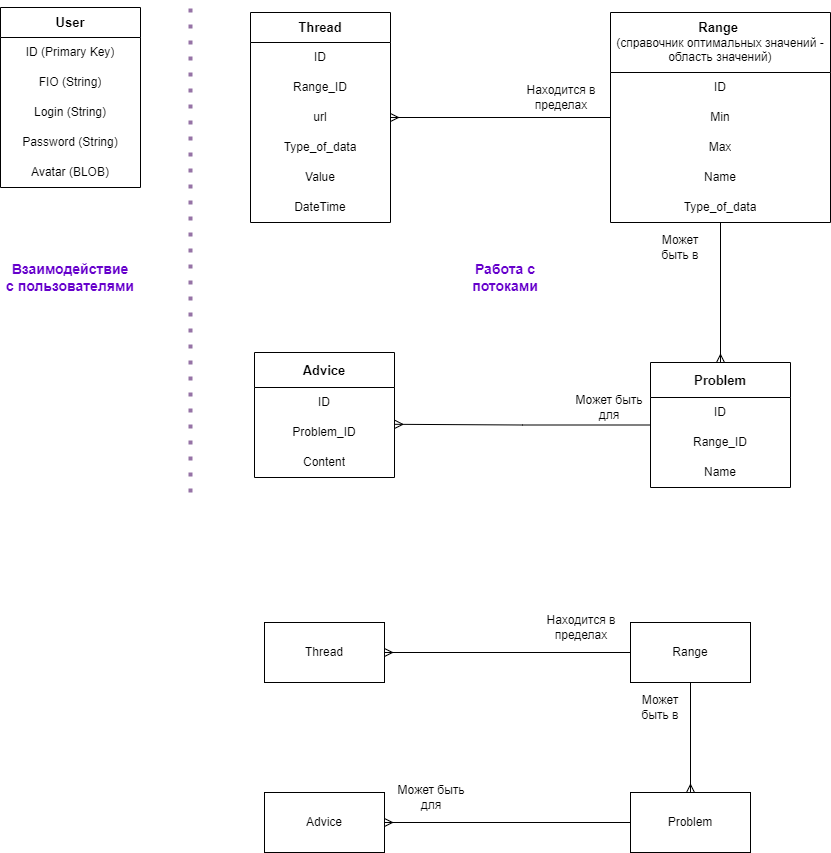 User
ID (Primary Key)
FIO (String)
Login (String)
Password (String)
Avatar (BLOB)
Взаимодействие
с пользователями
Thread
ID
Range_ID
url
Type_of_data
Value
DateTime
Находится в
пределах
Range
(справочник оптимальных значений -
область значений)
ID
Min
Max
Name
Type_of_data
Может
быть в
Работа с
потоками
Advice
ID
Problem_ID
Content
Может быть
для
Problem
ID
Range_ID
Name
Thread
Находится в
пределах
Range
Может
быть в
Advice
Может быть
для
Problem